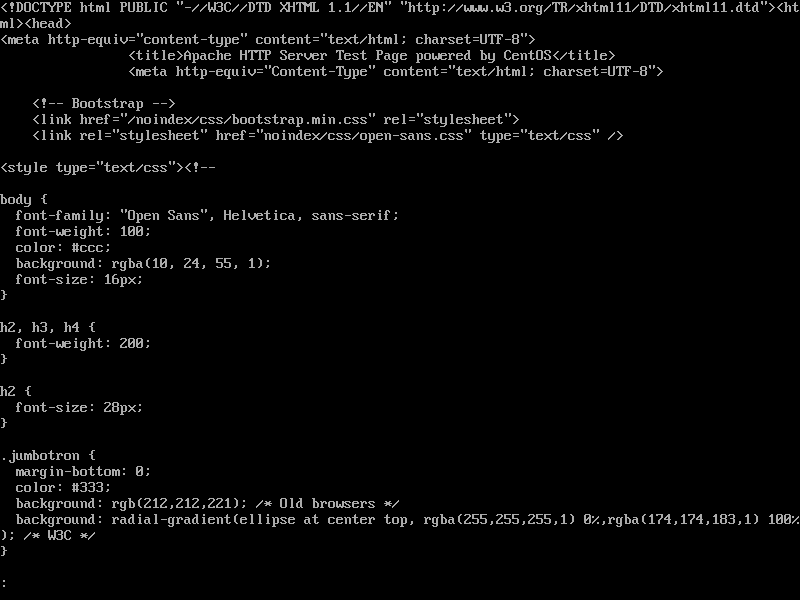 <!DOCTYPE html PUBLIC "-//W3C//DTD XHTML 1.1//EN" "http://www.w3.org/TR/xhtml11/DTD/xhtml11.dtd"><ht
ml><head>
<meta http-equiv="content-type" content="text/html; charset=UTF-8">
                <title>Apache HTTP Server Test Page powered by CentOS</title>
                <meta http-equiv="Content-Type" content="text/html; charset=UTF-8">

    <!-- Bootstrap -->
    <link href="/noindex/css/bootstrap.min.css" rel="stylesheet">
    <link rel="stylesheet" href="noindex/css/open-sans.css" type="text/css" />

<style type="text/css"><!--

body {
  font-family: "Open Sans", Helvetica, sans-serif;
  font-weight: 100;
  color: #ccc;
  background: rgba(10, 24, 55, 1);
  font-size: 16px;
}

h2, h3, h4 {
  font-weight: 200;
}

h2 {
  font-size: 28px;
}

.jumbotron {
  margin-bottom: 0;
  color: #333;
  background: rgb(212,212,221); /* Old browsers */
  background: radial-gradient(ellipse at center top, rgba(255,255,255,1) 0%,rgba(174,174,183,1) 100%
); /* W3C */
}

: